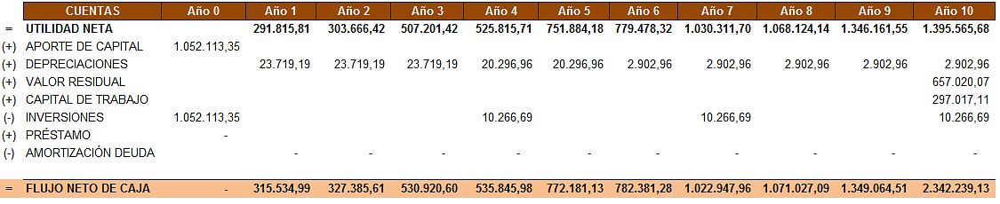 CUENTAS Año 0 Año 1 Año 2 Año 3 Año 4 Año 5 Año 6 Año 7 Año 8 Año 9 Año 10
= UTILIDAD NETA 291.815,81 303.666,42 507.201,42 525.815,71 751.884,18 779.478,32 1.030.311,70 1.068.124,14 1.346.161,55 1.395.565,68
(+) APORTE DE CAPITAL 1.052.113,35
(+) DEPRECIACIONES 23.719,19 23.719,19 23.719,19 20.296,96 20.296,96 2.902,96 2.902,96 2.902,96 2.902,96 2.902,96
(+) VALOR RESIDUAL 657.020,07
(+) CAPITAL DE TRABAJO 297.017,11
(-) INVERSIONES 1.052.113,35 10.266,69 10.266,69 10.266,69
(+) PRÉSTAMO -
(-) AMORTIZACIÓN DEUDA - - - - - - - - - -
= FLUJO NETO DE CAJA - 315.534,99 327.385,61 530.920,60 535.845,98 772.181,13 782.381,28 1.022.947,96 1.071.027,09 1.349.064,51 2.342.239,13